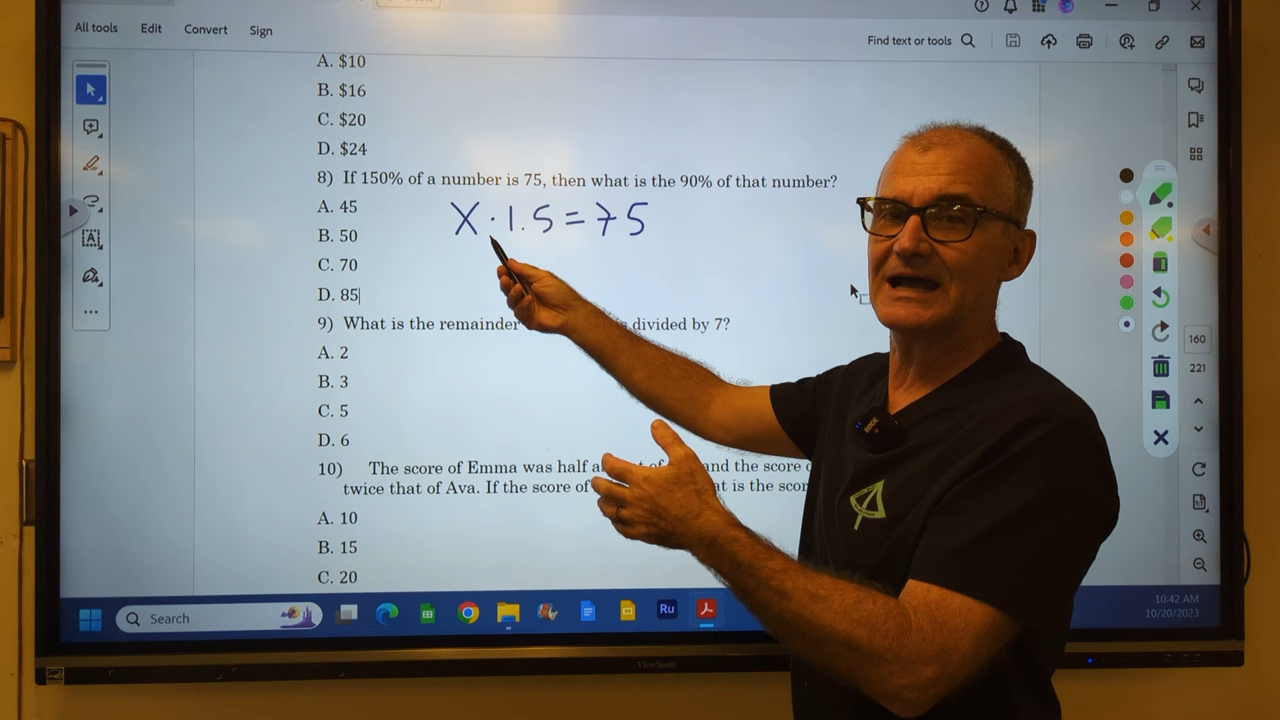 All tools Edit Convert Sign
Find text or tools
A. $10
B. $16
C. $20
D. $24
8) If 150% of a number is 75, then what is the 90% of that number?
X · 1.5 = 75
A. 45
B. 50
C. 70
D. 85
9) What is the remainder divided by 7?
A. 2
B. 3
C. 5
D. 6
10) The score of Emma was half and the score
twice that of Ava. If the score of is the
A. 10
B. 15
C. 20
160
221
Search
Ru
10:42 AM
10/20/2023
ViewSonic
RODE